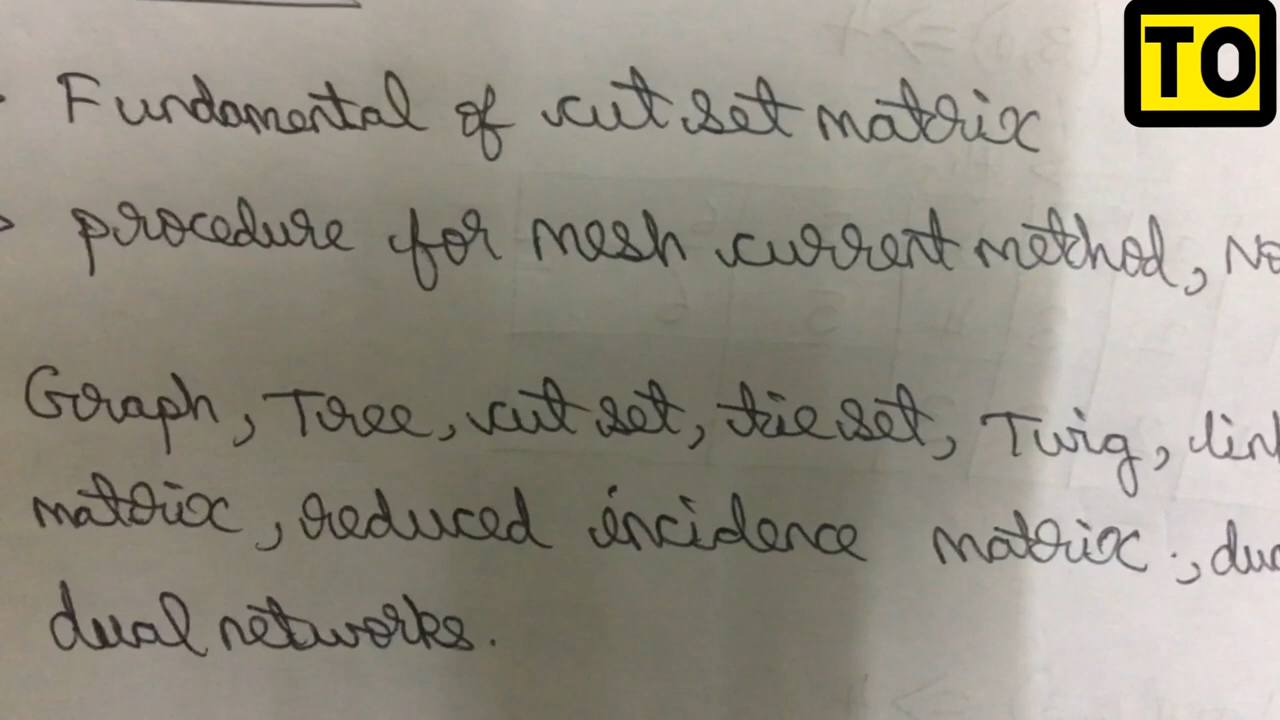 TO
Fundamental of cut set matrix
procedure for mesh current method,
Graph, Tree, cut set, tie set, Twig,
matrix, reduced incidence matrix.,
dual networks.